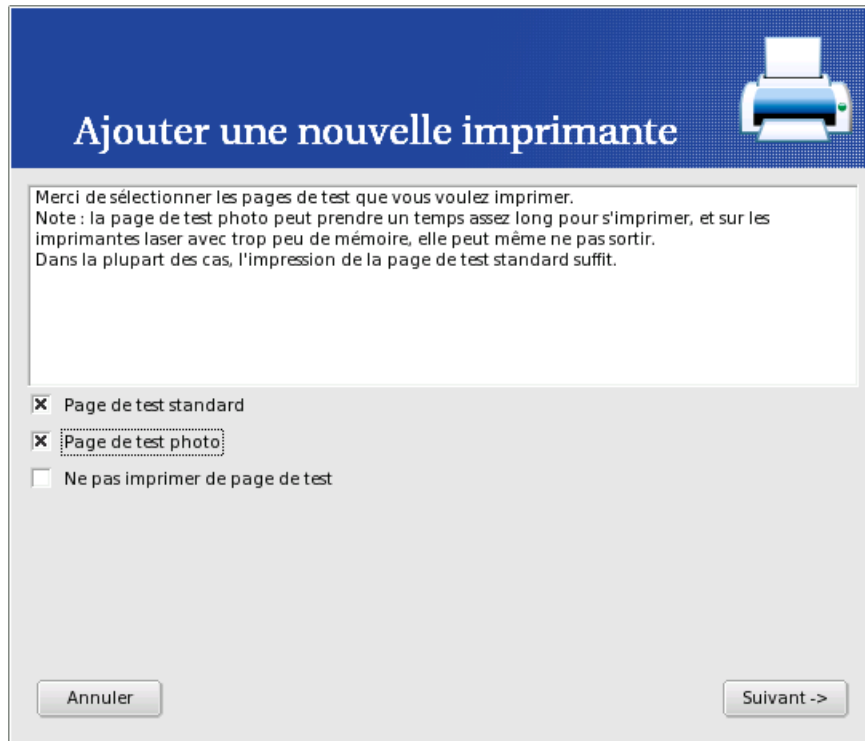 Ajouter une nouvelle imprimante
Merci de sélectionner les pages de test que vous voulez imprimer.
Note : la page de test photo peut prendre un temps assez long pour s'imprimer, et sur les
imprimantes laser avec trop peu de mémoire, elle peut même ne pas sortir.
Dans la plupart des cas, l'impression de la page de test standard suffit.
Page de test standard
Page de test photo
Ne pas imprimer de page de test
Annuler
Suivant ->